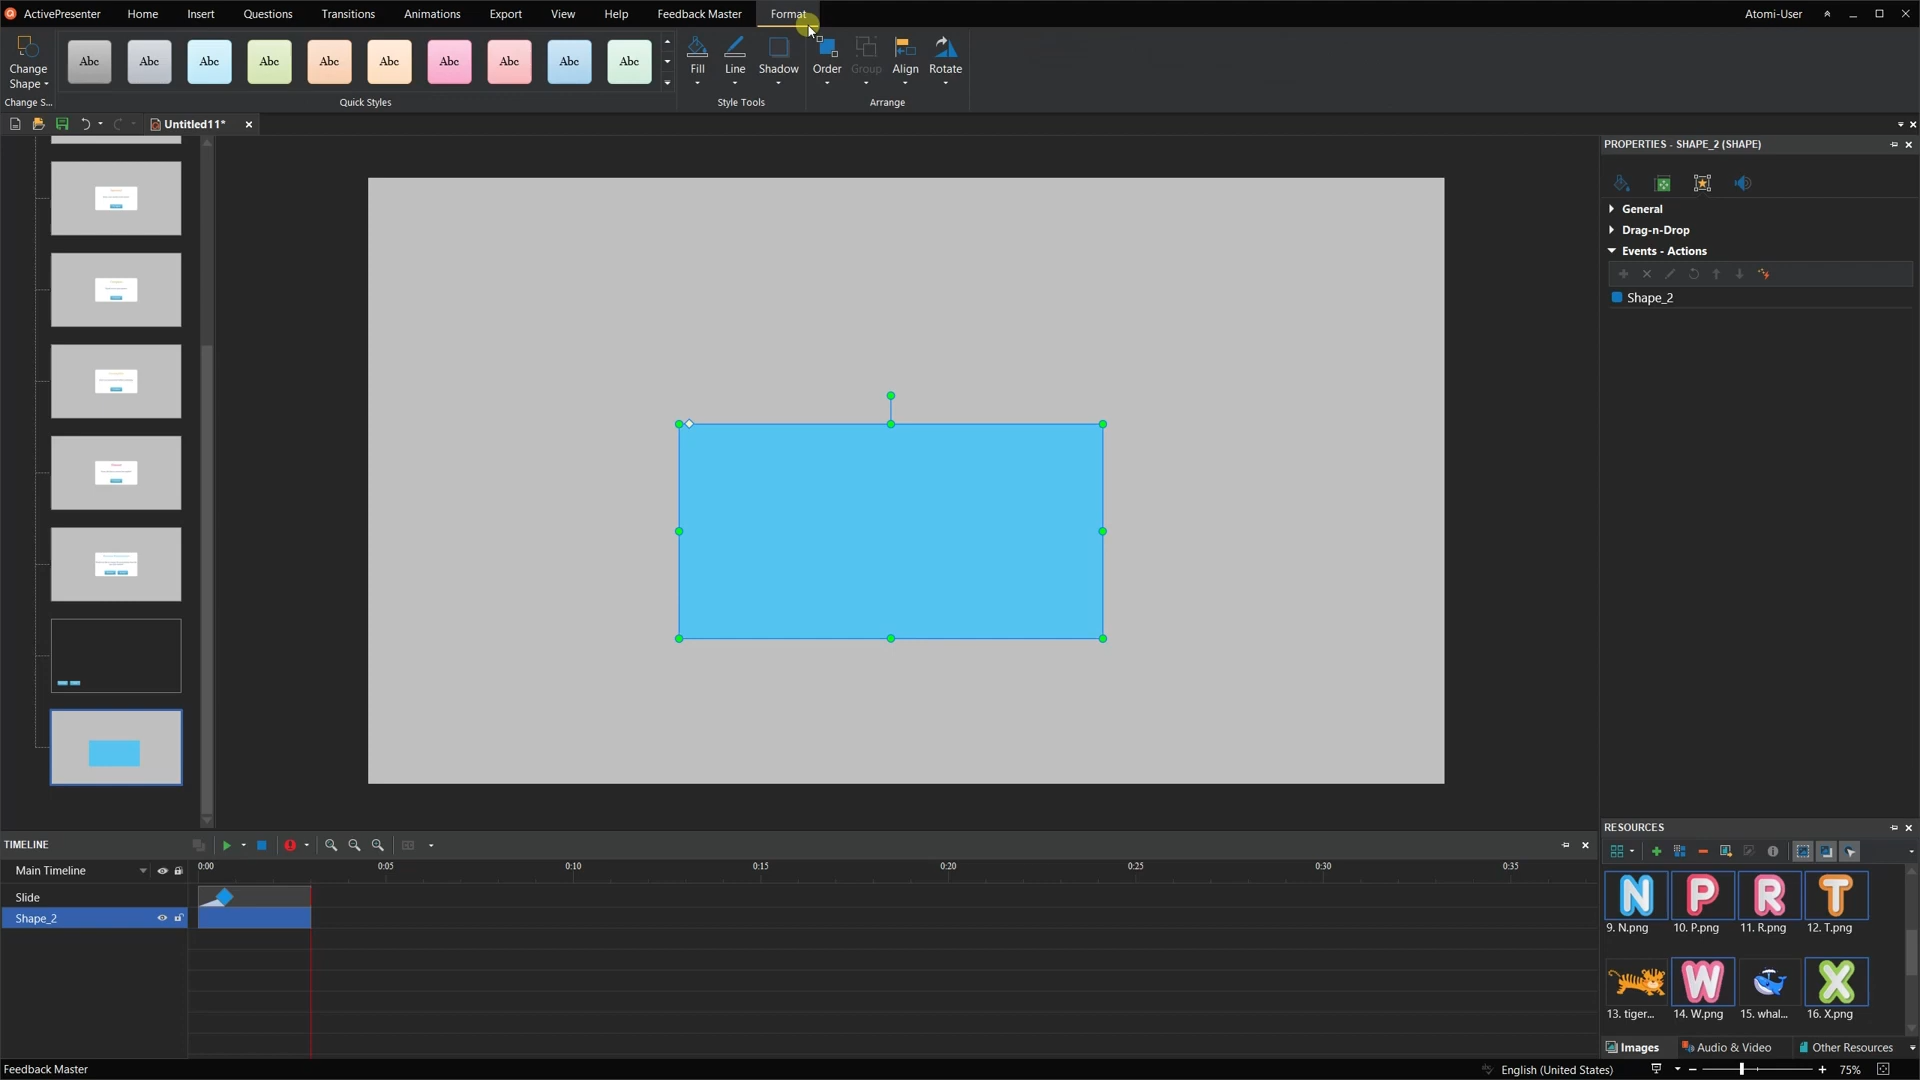 ActivePresenter Home Insert Questions Transitions Animations Export View Help Feedback Master Format Atomi-User
Abc Abc Abc Abc Abc Abc Abc Abc Abc Abc
Change Shape Fill Line Shadow Order Group Align Rotate
Change S... Quick Styles Style Tools Arrange
Untitled11*
PROPERTIES - SHAPE_2 (SHAPE)
General
Drag-n-Drop
Events - Actions
Shape_2
RESOURCES
9. N.png 10. P.png 11. R.png 12. T.png
13. tiger... 14. W.png 15. whal... 16. X.png
Images Audio & Video Other Resources
TIMELINE
Main Timeline 0:00 0:05 0:10 0:15 0:20 0:25 0:30 0:35
Slide
Shape_2
Feedback Master English (United States) 75%